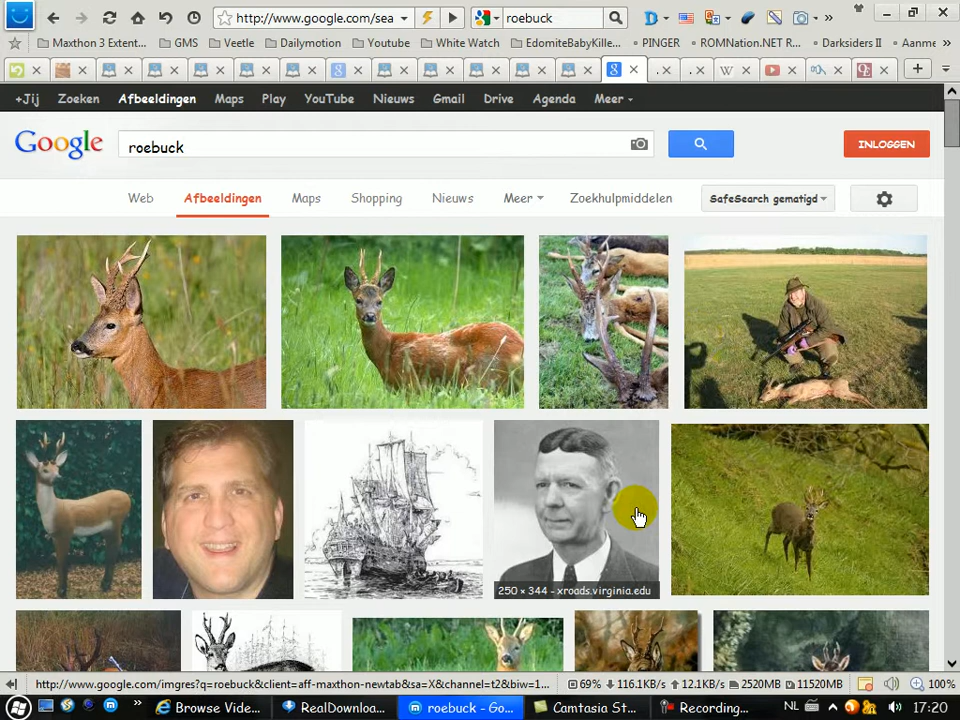 http://www.google.com/sea
roebuck
Maxthon 3 Extent...
GMS
Veetle
Dailymotion
Youtube
White Watch
EdomiteBabyKille...
PINGER
ROMNation.NET R...
Darksiders II
Aanme
+Jij Zoeken Afbeeldingen Maps Play YouTube Nieuws Gmail Drive Agenda Meer
Google
roebuck
INLOGGEN
Web Afbeeldingen Maps Shopping Nieuws Meer Zoekhulpmiddelen
SafeSearch gematigd
250 × 344 - xroads.virginia.edu
http://www.google.com/imgres?q=roebuck&client=aff-maxthon-newtab&sa=X&channel=t2&biw=1...
69% 116.1KB/s 12.1KB/s 2520MB 11520MB 100%
Browse Vide...
RealDownloa...
roebuck - Go...
Camtasia St...
Recording...
NL
17:20